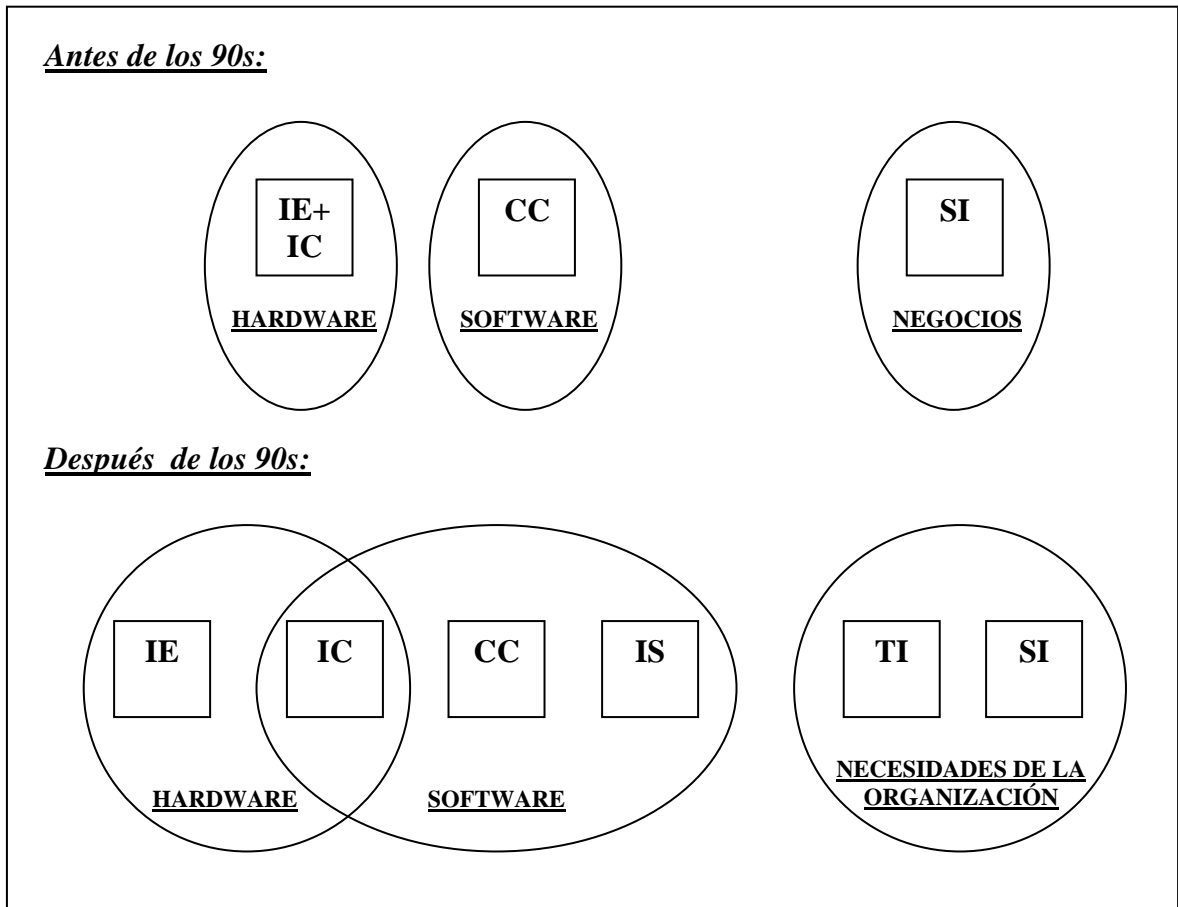 Antes de los 90s:
IE+
IC
HARDWARE
CC
SOFTWARE
SI
NEGOCIOS
Después de los 90s:
IE
IC
CC
IS
HARDWARE
SOFTWARE
TI
SI
NECESIDADES DE LA
ORGANIZACIÓN